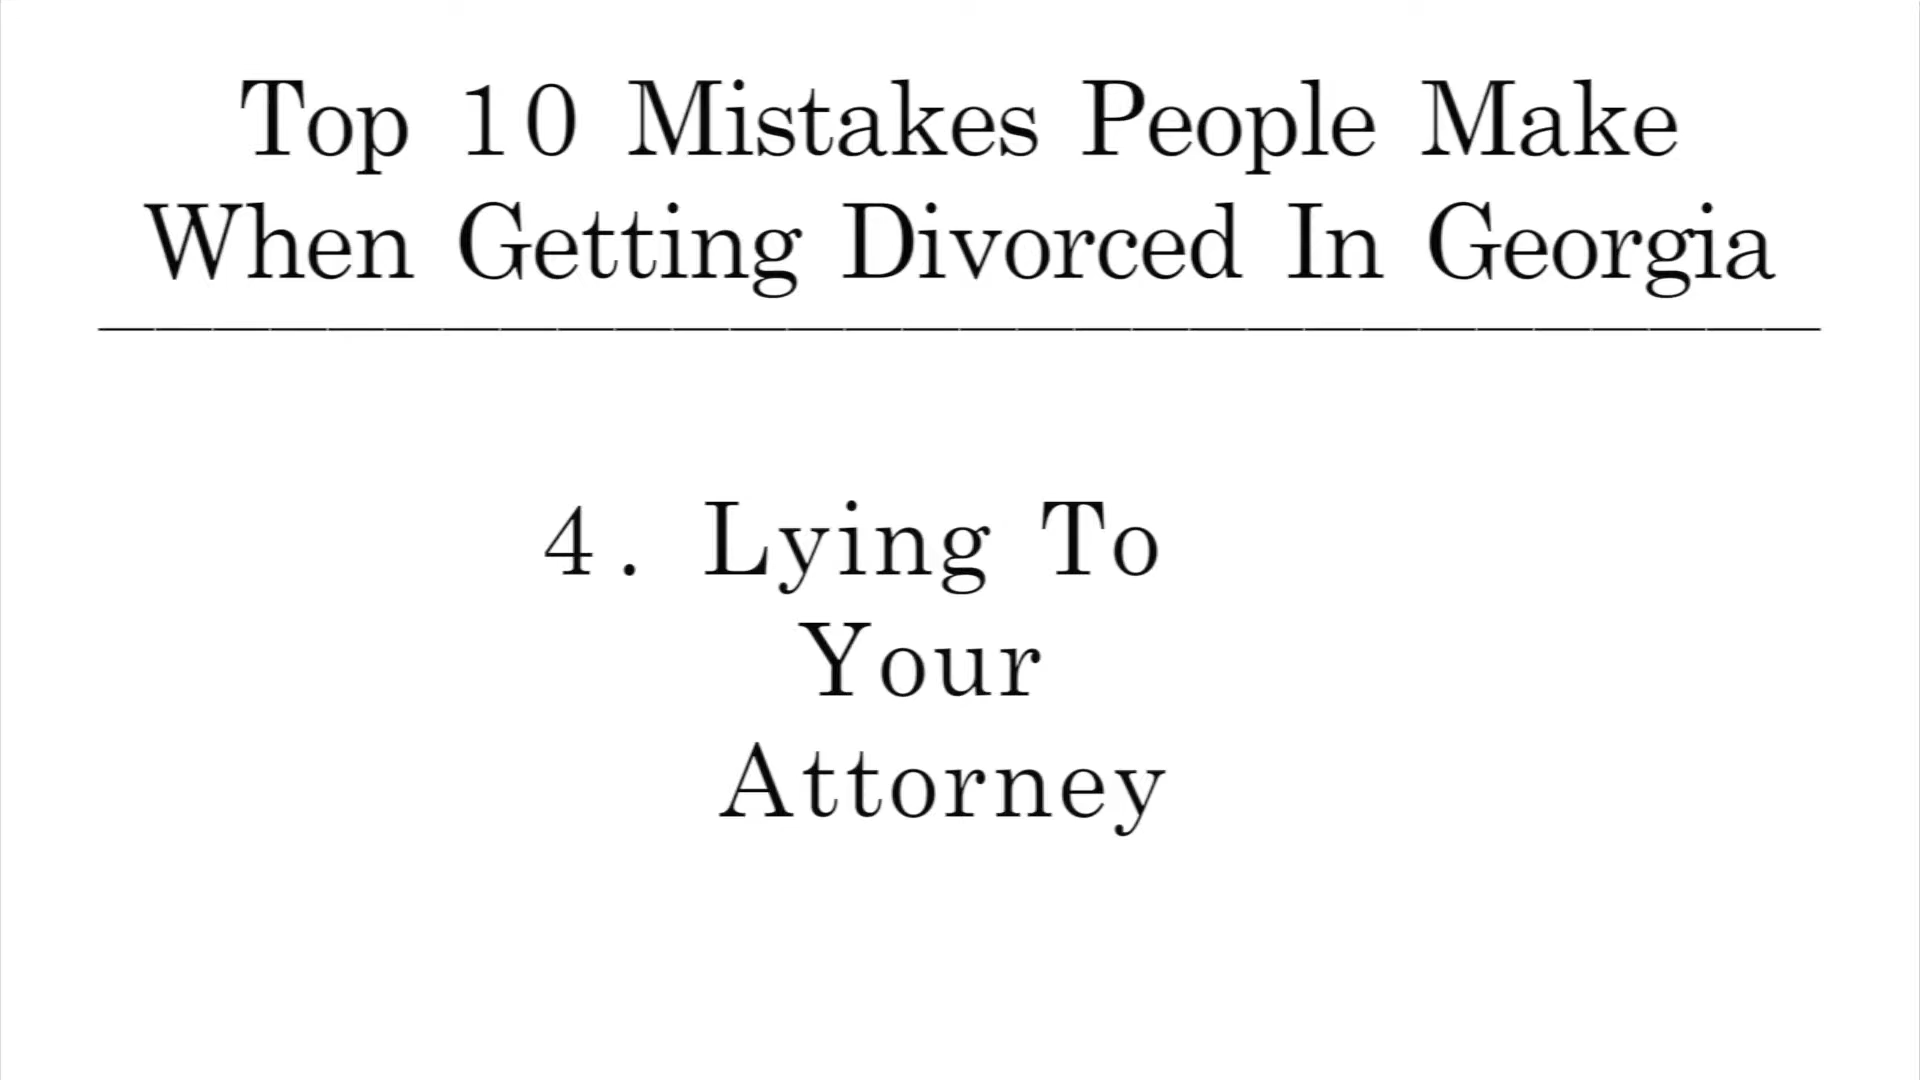 Top 10 Mistakes People Make
When Getting Divorced In Georgia
4. Lying To
Your
Attorney